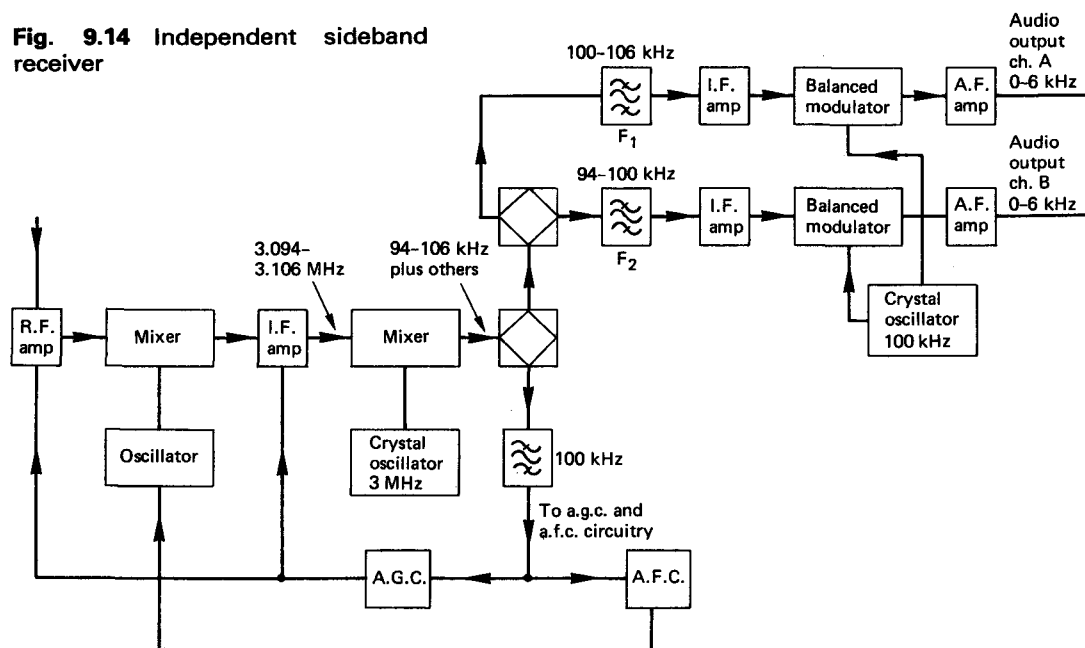 Fig. 9.14 Independent sideband
receiver
100–106 kHz
F1
I.F.
amp
Balanced
modulator
A.F.
amp
Audio
output
ch. A
0–6 kHz
94–100 kHz
F2
I.F.
amp
Balanced
modulator
A.F.
amp
Audio
output
ch. B
0–6 kHz
Crystal
oscillator
100 kHz
R.F.
amp
Mixer
I.F.
amp
3.094–
3.106 MHz
Mixer
94–106 kHz
plus others
Oscillator
Crystal
oscillator
3 MHz
100 kHz
To a.g.c. and
a.f.c. circuitry
A.G.C.
A.F.C.